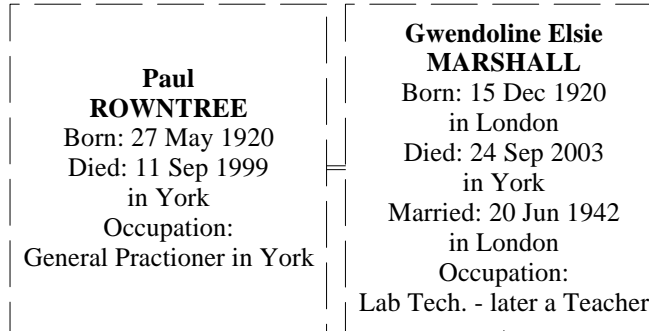 Paul
ROWNTREE
Born: 27 May 1920
Died: 11 Sep 1999
in York
Occupation:
General Practioner in York
Gwendoline Elsie
MARSHALL
Born: 15 Dec 1920
in London
Died: 24 Sep 2003
in York
Married: 20 Jun 1942
in London
Occupation:
Lab Tech. - later a Teacher